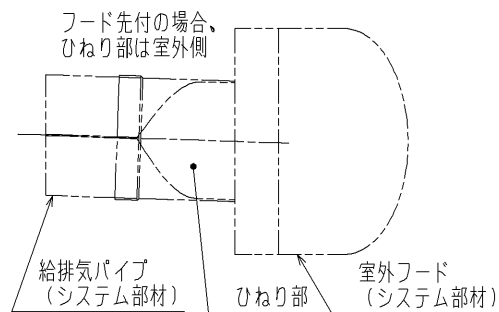 フード先付の場合、
ひねり部は室外側
給排気パイプ
(システム部材)
ひねり部
室外フード
(システム部材)